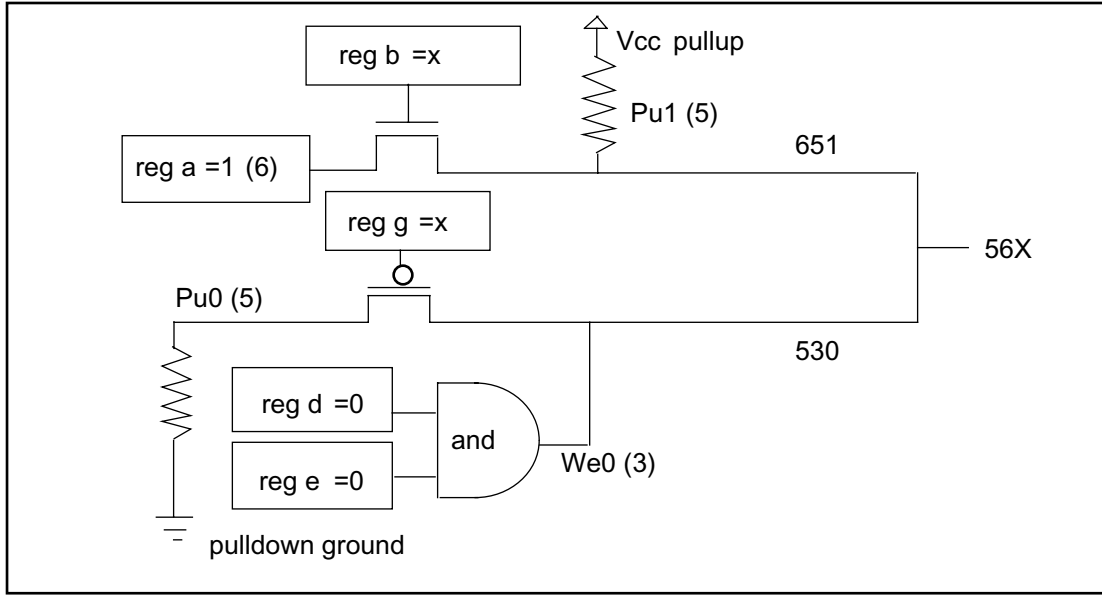 reg b =x
Vcc pullup
Pu1 (5)
651
reg a =1 (6)
reg g =x
56X
Pu0 (5)
530
reg d =0
and
We0 (3)
reg e =0
pulldown ground